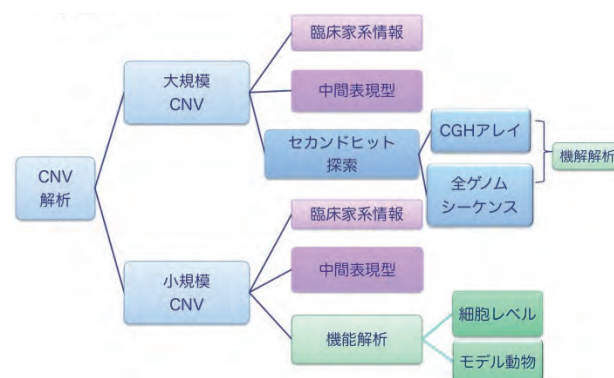 CNV
解析
大規模
CNV
臨床家系情報
中間表現型
セカンドヒット
探索
CGHアレイ
全ゲノム
シーケンス
機解解析
小規模
CNV
臨床家系情報
中間表現型
機能解析
細胞レベル
モデル動物